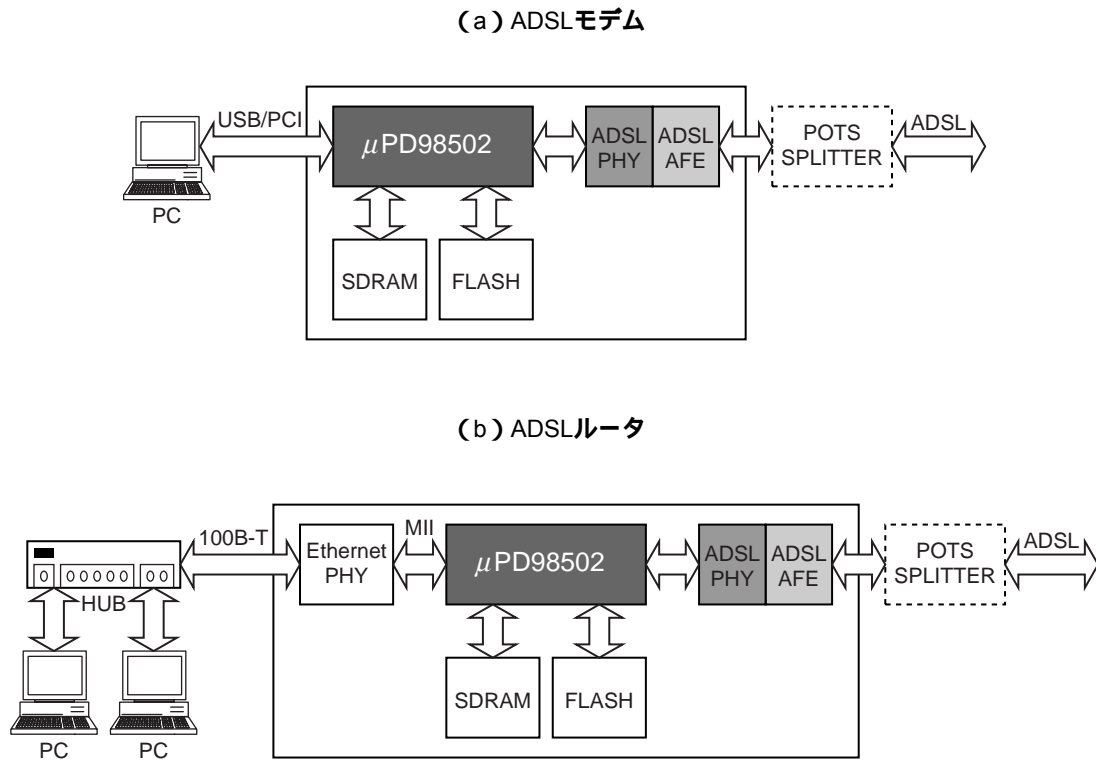 (a) ADSLモデム
USB/PCI
μPD98502
ADSL
PHY
ADSL
AFE
POTS
SPLITTER
ADSL
PC
SDRAM
FLASH
(b) ADSLルータ
100B-T
Ethernet
PHY
MII
μPD98502
ADSL
PHY
ADSL
AFE
POTS
SPLITTER
ADSL
HUB
SDRAM
FLASH
PC
PC